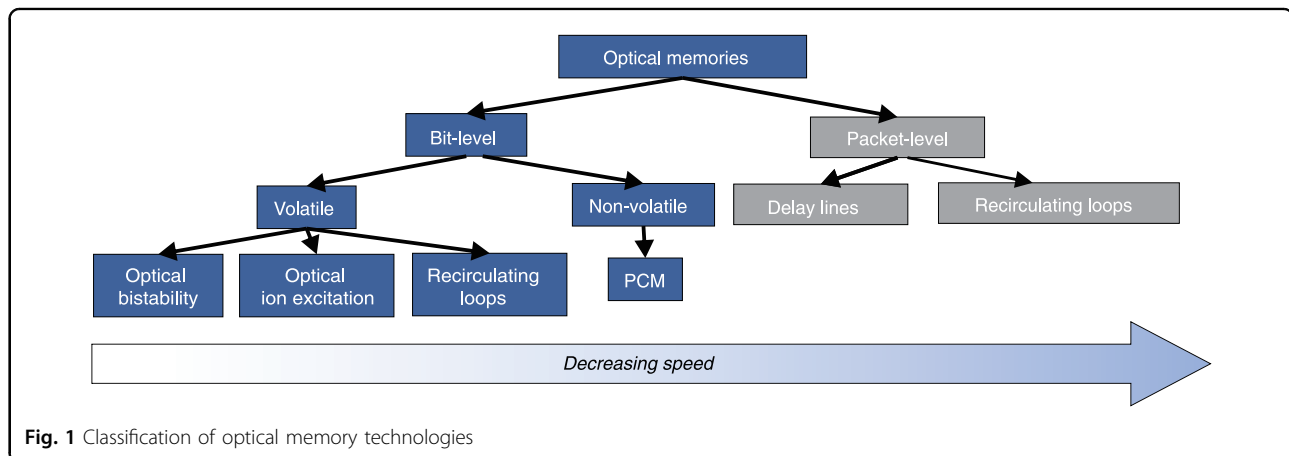 Optical memories
Bit-level
Packet-level
Volatile
Non-volatile
Delay lines
Recirculating loops
Optical
bistability
Optical
ion excitation
Recirculating
loops
PCM
Decreasing speed
Fig. 1 Classification of optical memory technologies